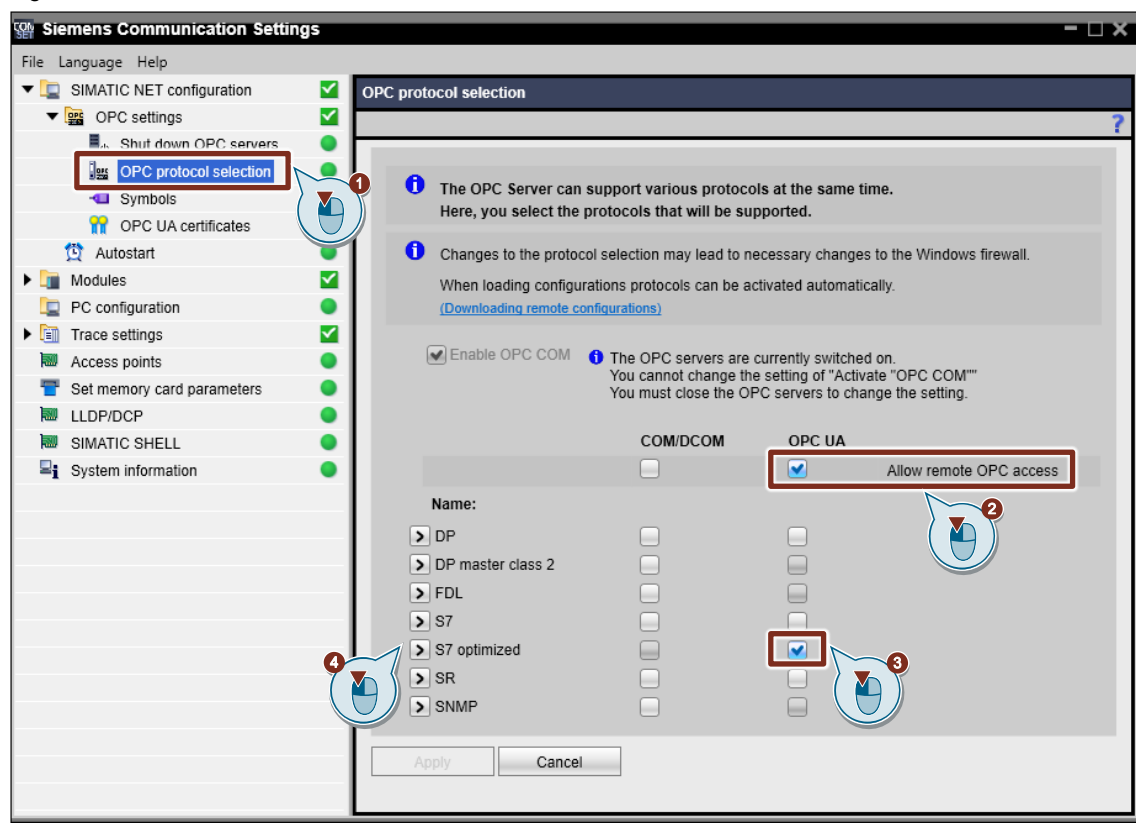 Siemens Communication Settings
File Language Help
SIMATIC NET configuration
OPC settings
Shut down OPC servers
OPC protocol selection
Symbols
OPC UA certificates
Autostart
Modules
PC configuration
Trace settings
Access points
Set memory card parameters
LLDP/DCP
SIMATIC SHELL
System information
OPC protocol selection
?
1
The OPC Server can support various protocols at the same time.
Here, you select the protocols that will be supported.
Changes to the protocol selection may lead to necessary changes to the Windows firewall.
When loading configurations protocols can be activated automatically.
(Downloading remote configurations)
Enable OPC COM
The OPC servers are currently switched on.
You cannot change the setting of "Activate "OPC COM""
You must close the OPC servers to change the setting.
COM/DCOM OPC UA
Allow remote OPC access
2
Name:
DP
DP master class 2
FDL
S7
S7 optimized
3
4
SR
SNMP
Apply Cancel